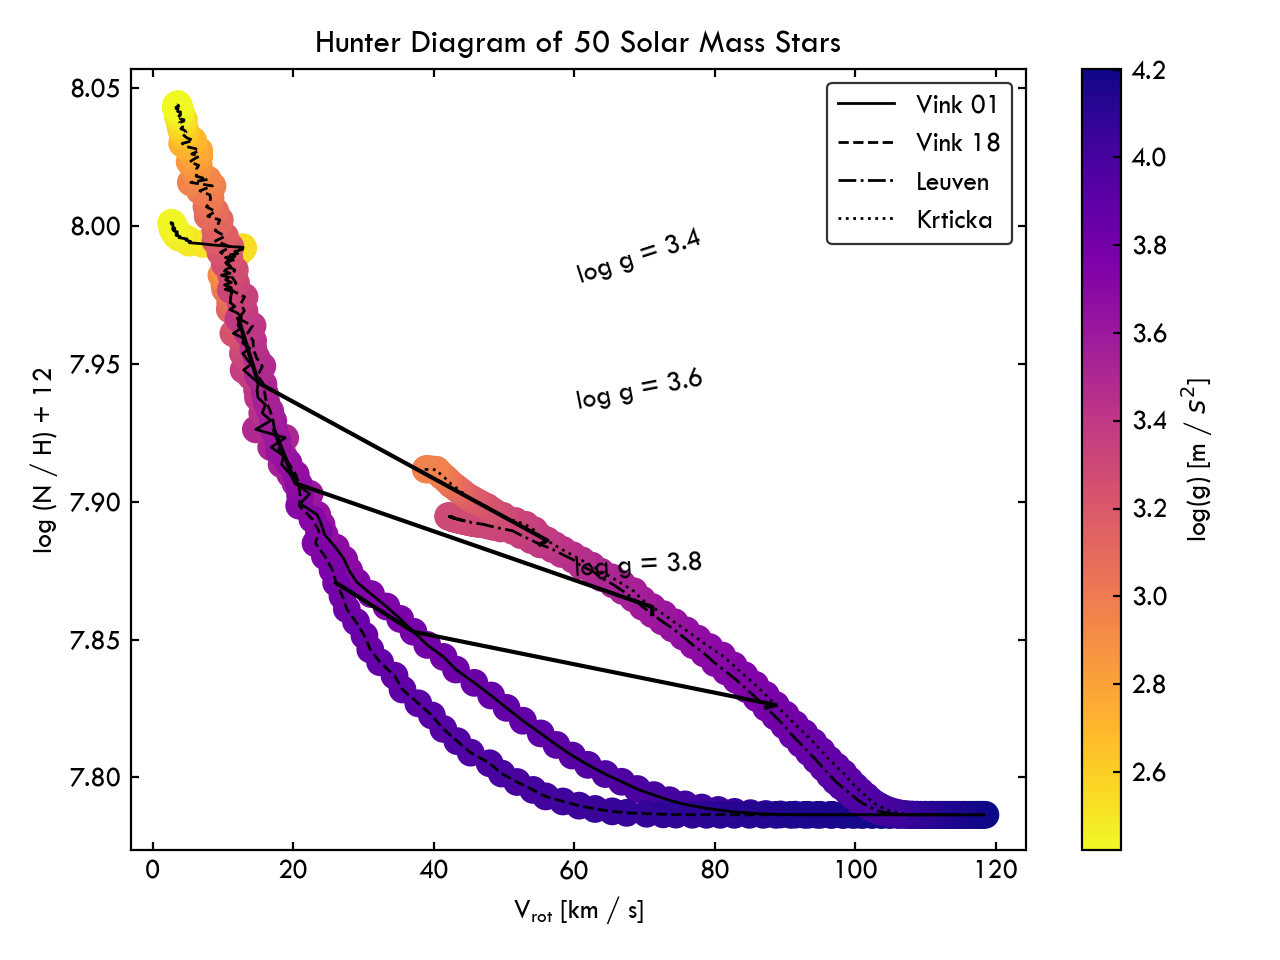 Hunter Diagram of 50 Solar Mass Stars
8.05
8.00
7.95
7.90
7.85
7.80
log (N / H) + 12
0 20 40 60 80 100 120
V_rot [km / s]
Vink 01
Vink 18
Leuven
Krticka
log g = 3.4
log g = 3.6
log g = 3.8
4.2
4.0
3.8
3.6
3.4
3.2
3.0
2.8
2.6
log(g) [m / s²]